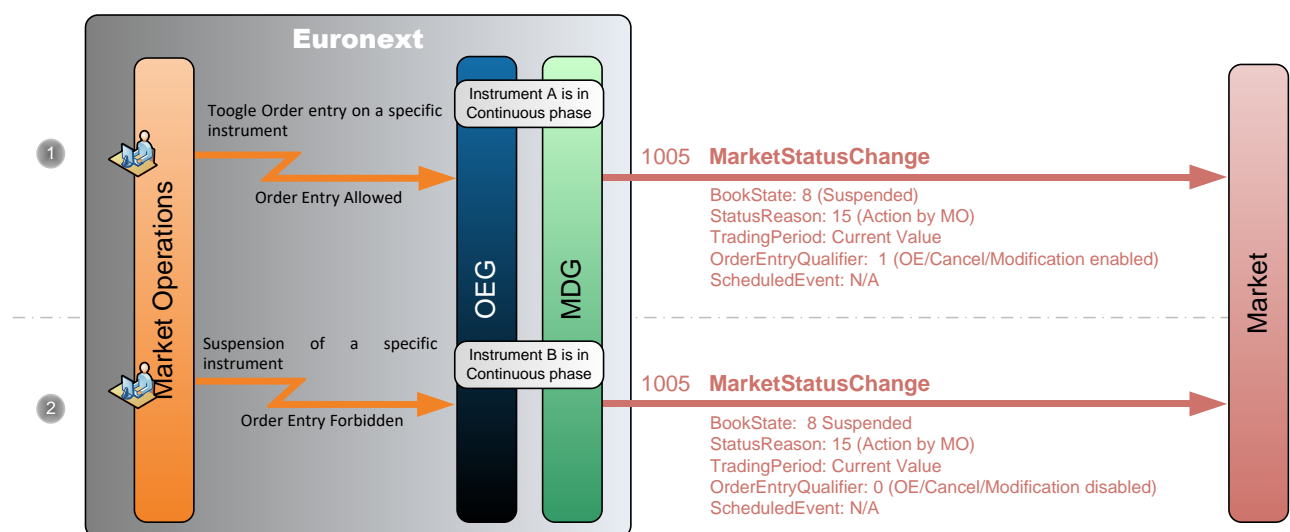 Euronext
Instrument A is in
Continuous phase
Toogle Order entry on a specific
instrument
1
1005 MarketStatusChange
Order Entry Allowed
BookState: 8 (Suspended)
StatusReason: 15 (Action by MO)
TradingPeriod: Current Value
OrderEntryQualifier: 1 (OE/Cancel/Modification enabled)
ScheduledEvent: N/A
Market Operations
OEG
MDG
Market
Suspension of a specific
instrument
Instrument B is in
Continuous phase
2
1005 MarketStatusChange
Order Entry Forbidden
BookState: 8 Suspended
StatusReason: 15 (Action by MO)
TradingPeriod: Current Value
OrderEntryQualifier: 0 (OE/Cancel/Modification disabled)
ScheduledEvent: N/A